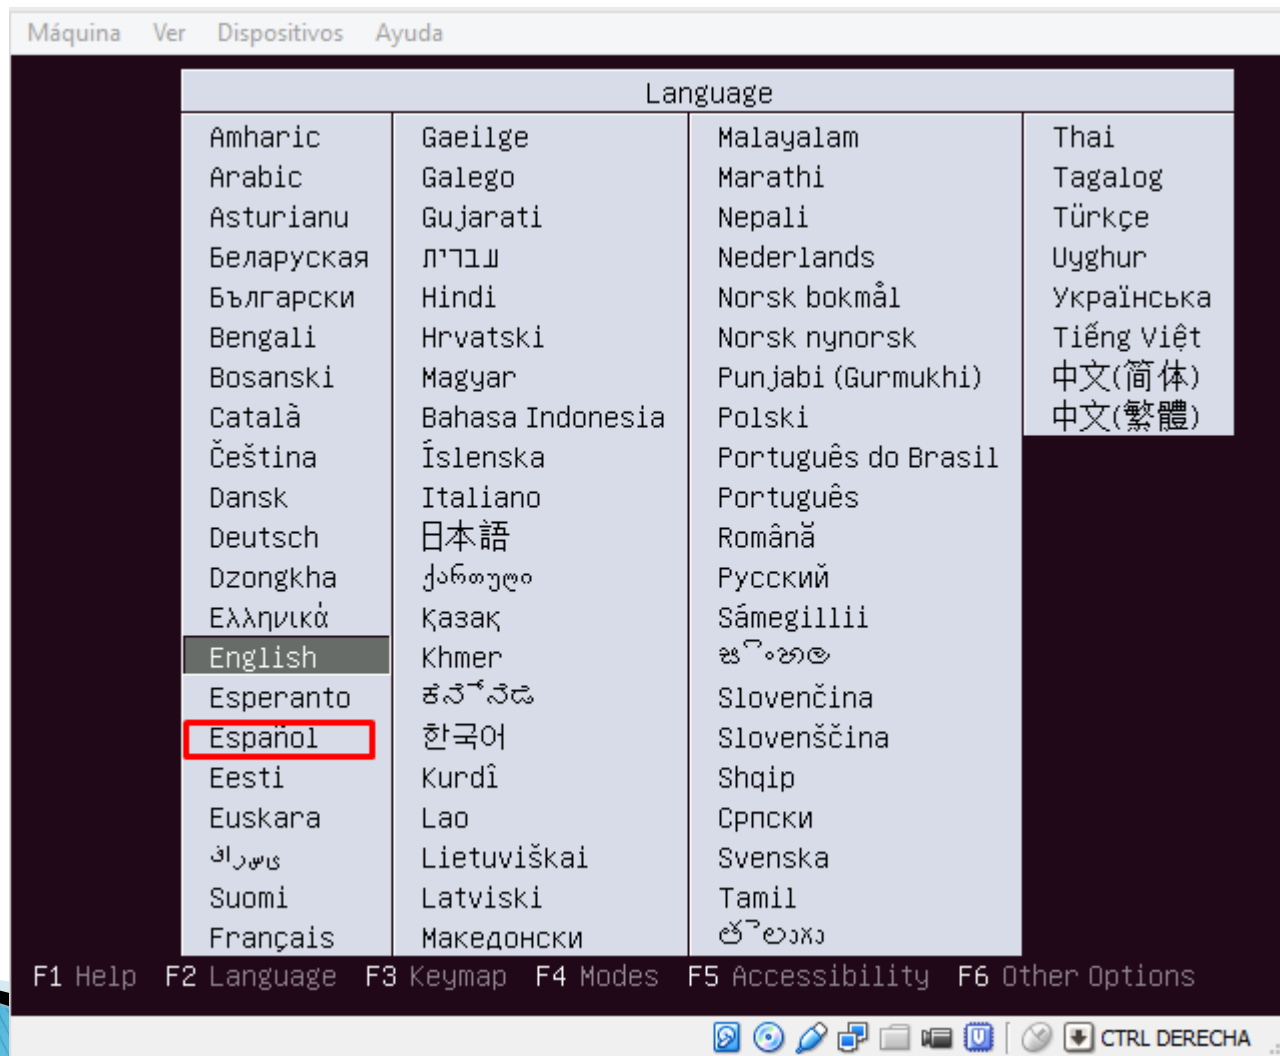 Máquina Ver Dispositivos Ayuda
Language
Amharic
Arabic
Asturianu
Беларуская
Български
Bengali
Bosanski
Català
Čeština
Dansk
Deutsch
Dzongkha
Ελληνικά
English
Esperanto
Español
Eesti
Euskara
ﻰﺳراﻓ
Suomi
Français
Gaeilge
Galego
Gujarati
תירבע
Hindi
Hrvatski
Magyar
Bahasa Indonesia
Íslenska
Italiano
日本語
ქართული
Қазақ
Khmer
ಕನ್ನಡ
한국어
Kurdî
Lao
Lietuviškai
Latviski
Македонски
Malayalam
Marathi
Nepali
Nederlands
Norsk bokmål
Norsk nynorsk
Punjabi (Gurmukhi)
Polski
Português do Brasil
Português
Română
Русский
Sámegillii
සිංහල
Slovenčina
Slovenščina
Shqip
Српски
Svenska
Tamil
తెలుగు
Thai
Tagalog
Türkçe
Uyghur
Українська
Tiếng Việt
中文(简体)
中文(繁體)
F1 Help F2 Language F3 Keymap F4 Modes F5 Accessibility F6 Other Options
CTRL DERECHA